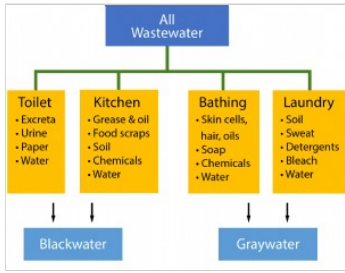 All
Wastewater
Toilet
• Excreta
• Urine
• Paper
• Water
Kitchen
• Grease & oil
• Food scraps
• Soil
• Chemicals
• Water
Bathing
• Skin cells,
hair, oils
• Soap
• Chemicals
• Water
Laundry
• Soil
• Sweat
• Detergents
• Bleach
• Water
Blackwater
Graywater